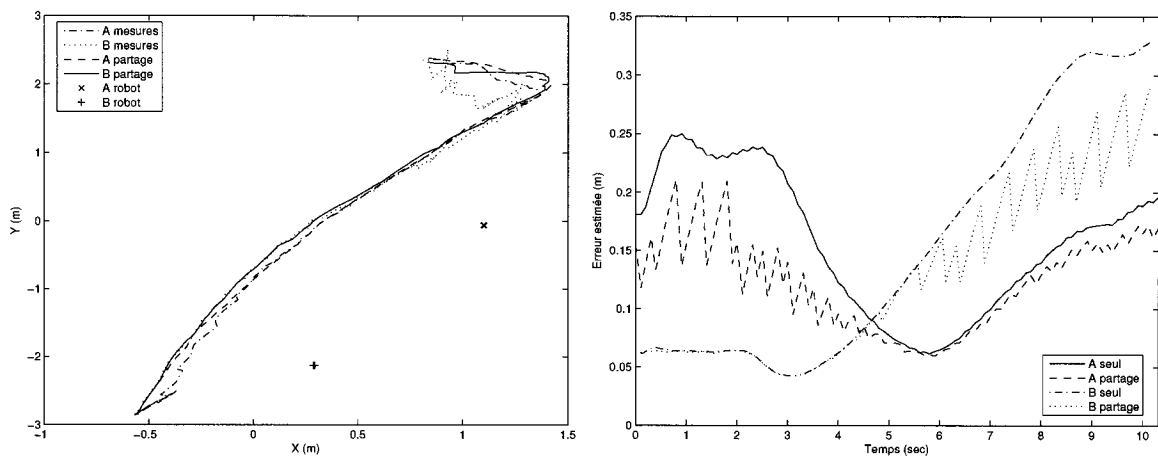 3
2
1
0
−1
−2
−3
Y (m)
−1
−0.5
0
0.5
1
1.5
X (m)
A mesures
B mesures
A partage
B partage
A robot
B robot
0.35
0.3
0.25
0.2
0.15
0.1
0.05
0
Erreur estimée (m)
0
1
2
3
4
5
6
7
8
9
10
Temps (sec)
A seul
A partage
B seul
B partage